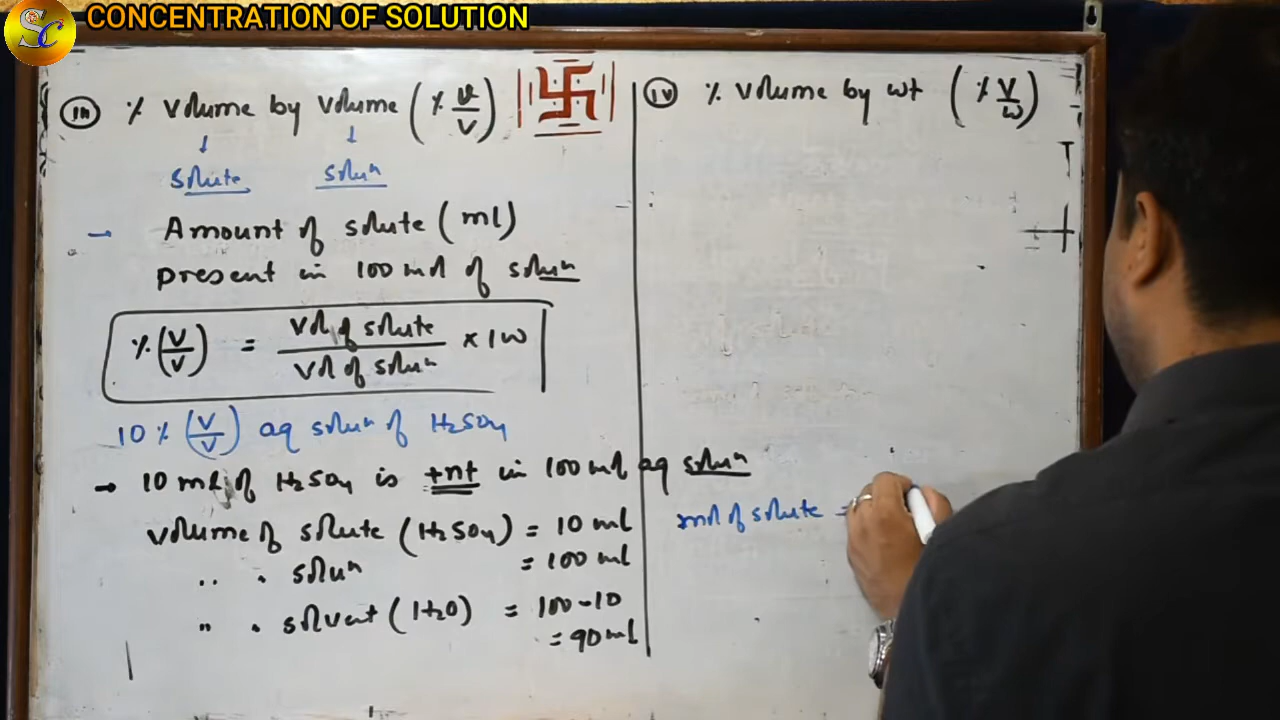 SC
CONCENTRATION OF SOLUTION
(iii) % volume by volume (% v/v)
solute soluⁿ
→ Amount of solute (ml)
present in 100 ml of soluⁿ
% (v/v) = vol of solute / vol of soluⁿ × 100
10 % (v/v) aq soluⁿ of H₂SO₄
→ 10 ml of H₂SO₄ is +nt in 100 ml aq soluⁿ
volume of solute (H₂SO₄) = 10 ml
" " soluⁿ = 100 ml
" " solvent (H₂O) = 100-10
= 90 ml
(iv) % volume by wt (% v/w)
mol of solute =